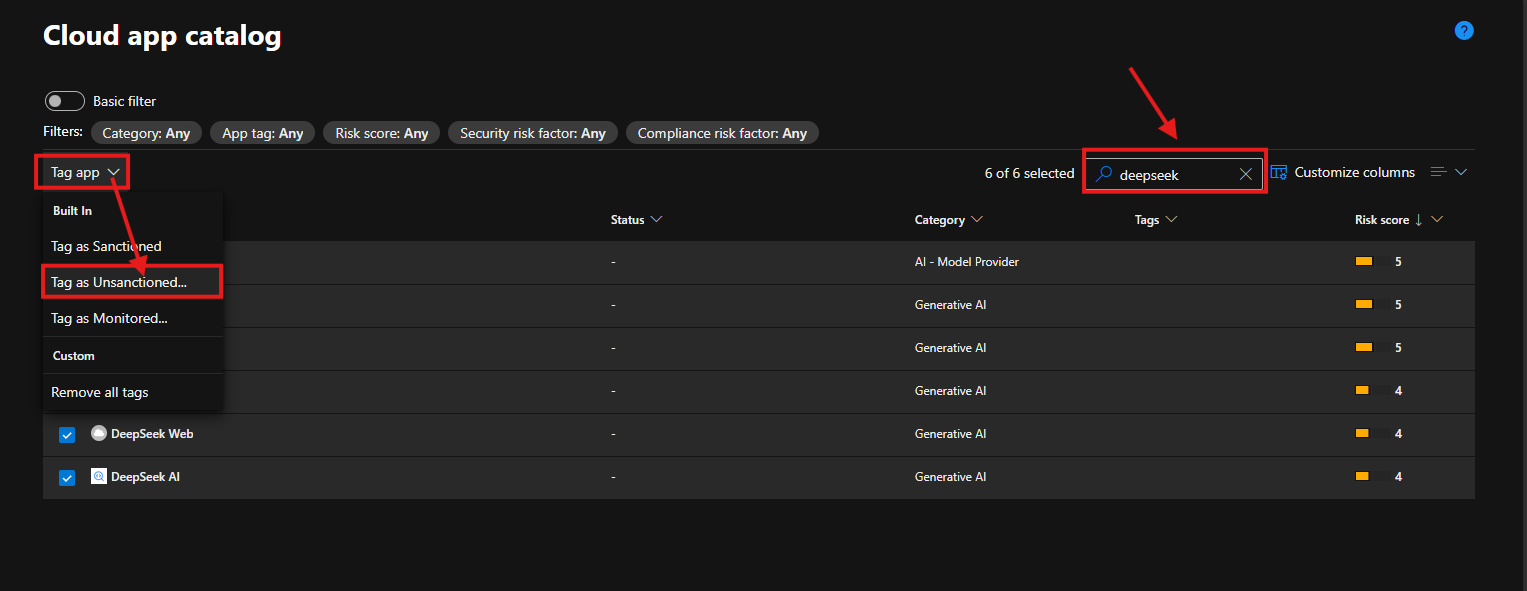 Cloud app catalog
?
Basic filter
Filters: Category: Any App tag: Any Risk score: Any Security risk factor: Any Compliance risk factor: Any
Tag app 6 of 6 selected deepseek Customize columns
Built In
Tag as Sanctioned
Tag as Unsanctioned...
Tag as Monitored...
Custom
Remove all tags
Status Category Tags Risk score ↓
- AI - Model Provider 5
- Generative AI 5
- Generative AI 5
- Generative AI 4
DeepSeek Web - Generative AI 4
DeepSeek AI - Generative AI 4